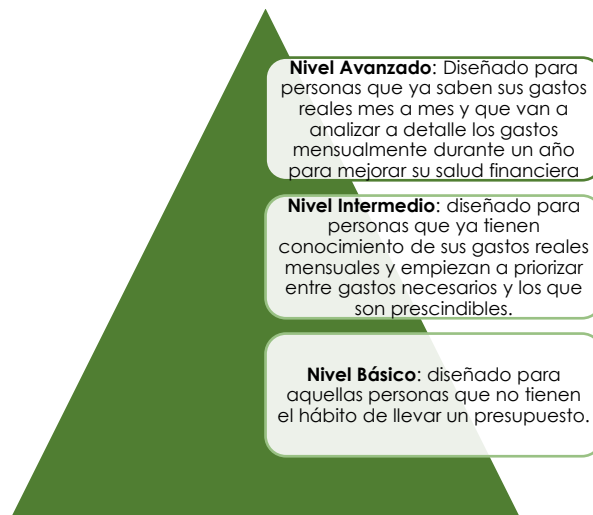 Nivel Avanzado: Diseñado para
personas que ya saben sus gastos
reales mes a mes y que van a
analizar a detalle los gastos
mensualmente durante un año
para mejorar su salud financiera
Nivel Intermedio: diseñado para
personas que ya tienen
conocimiento de sus gastos reales
mensuales y empiezan a priorizar
entre gastos necesarios y los que
son prescindibles.
Nivel Básico: diseñado para
aquellas personas que no tienen
el hábito de llevar un presupuesto.